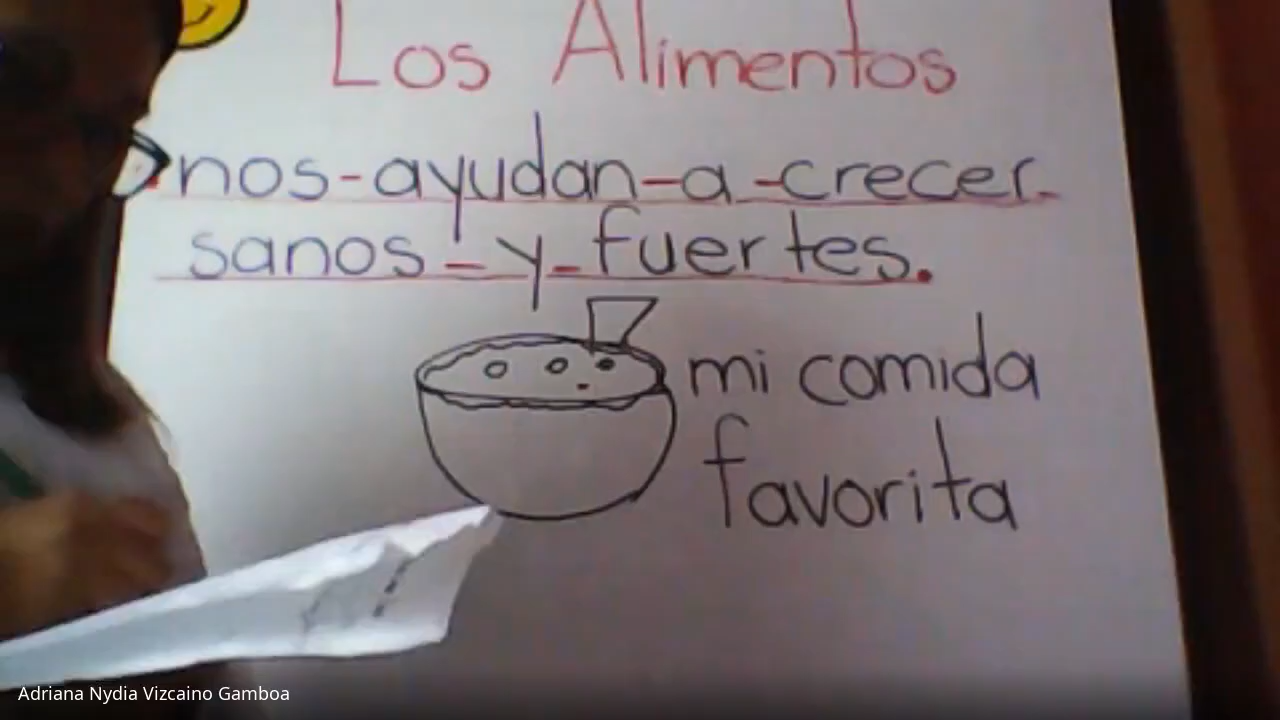 Los Alimentos
nos-ayudan-a-crecer-
sanos-y-fuertes.
mi comida
favorita
Adriana Nydia Vizcaino Gamboa